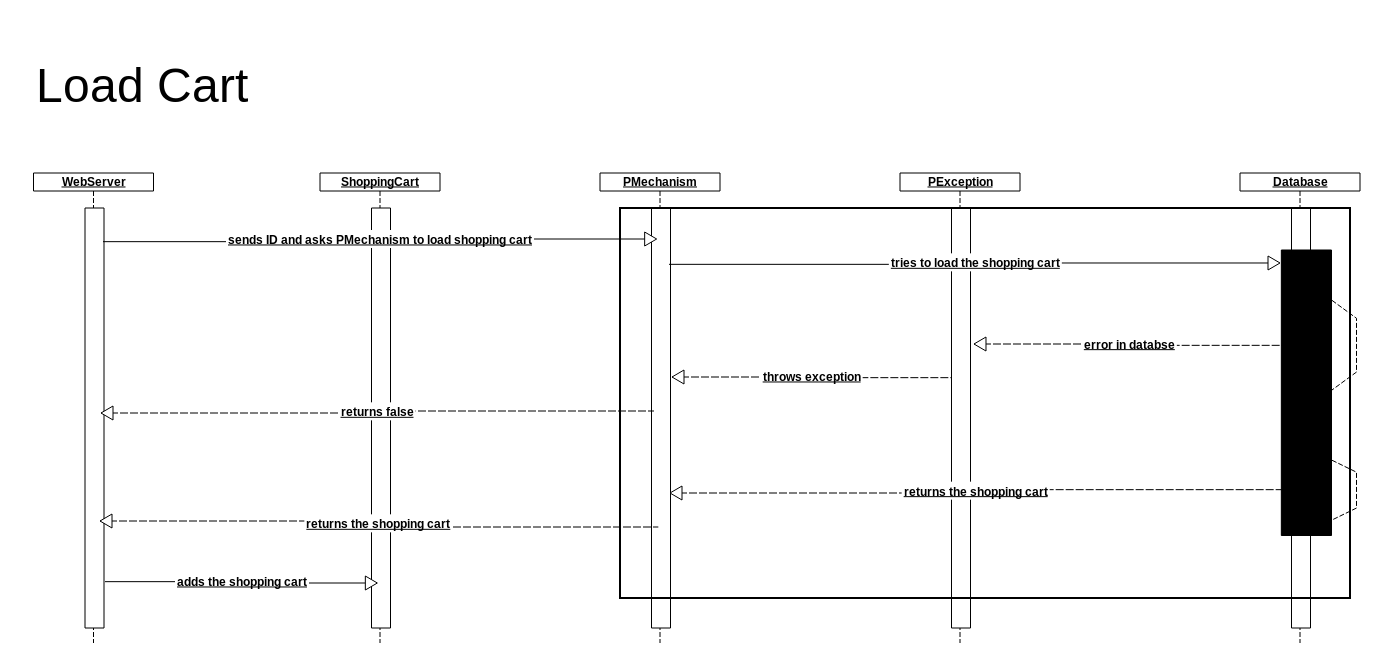 Load Cart
WebServer
ShoppingCart
PMechanism
PException
Database
sends ID and asks PMechanism to load shopping cart
tries to load the shopping cart
error in databse
throws exception
returns false
returns the shopping cart
returns the shopping cart
adds the shopping cart